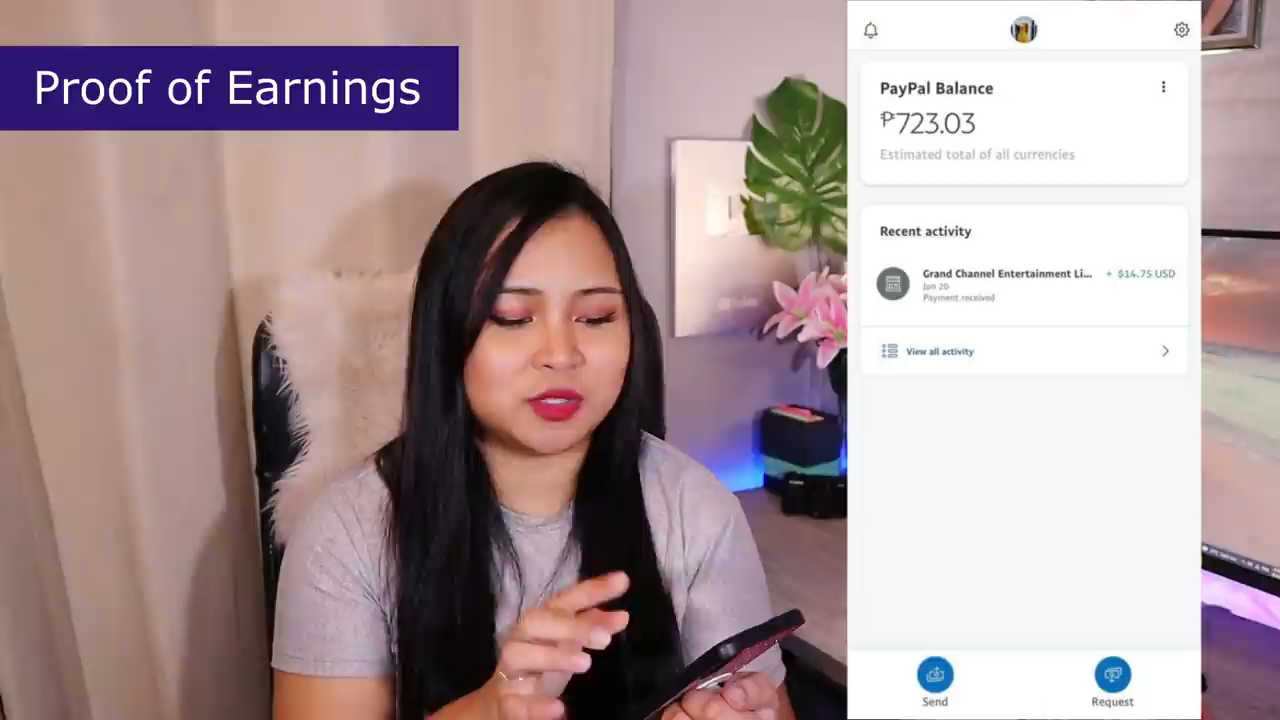 Proof of Earnings
PayPal Balance
₱723.03
Estimated total of all currencies
Recent activity
Grand Channel Entertainment Li... + $14.75 USD
Jun 20
Payment received
View all activity
Send
Request